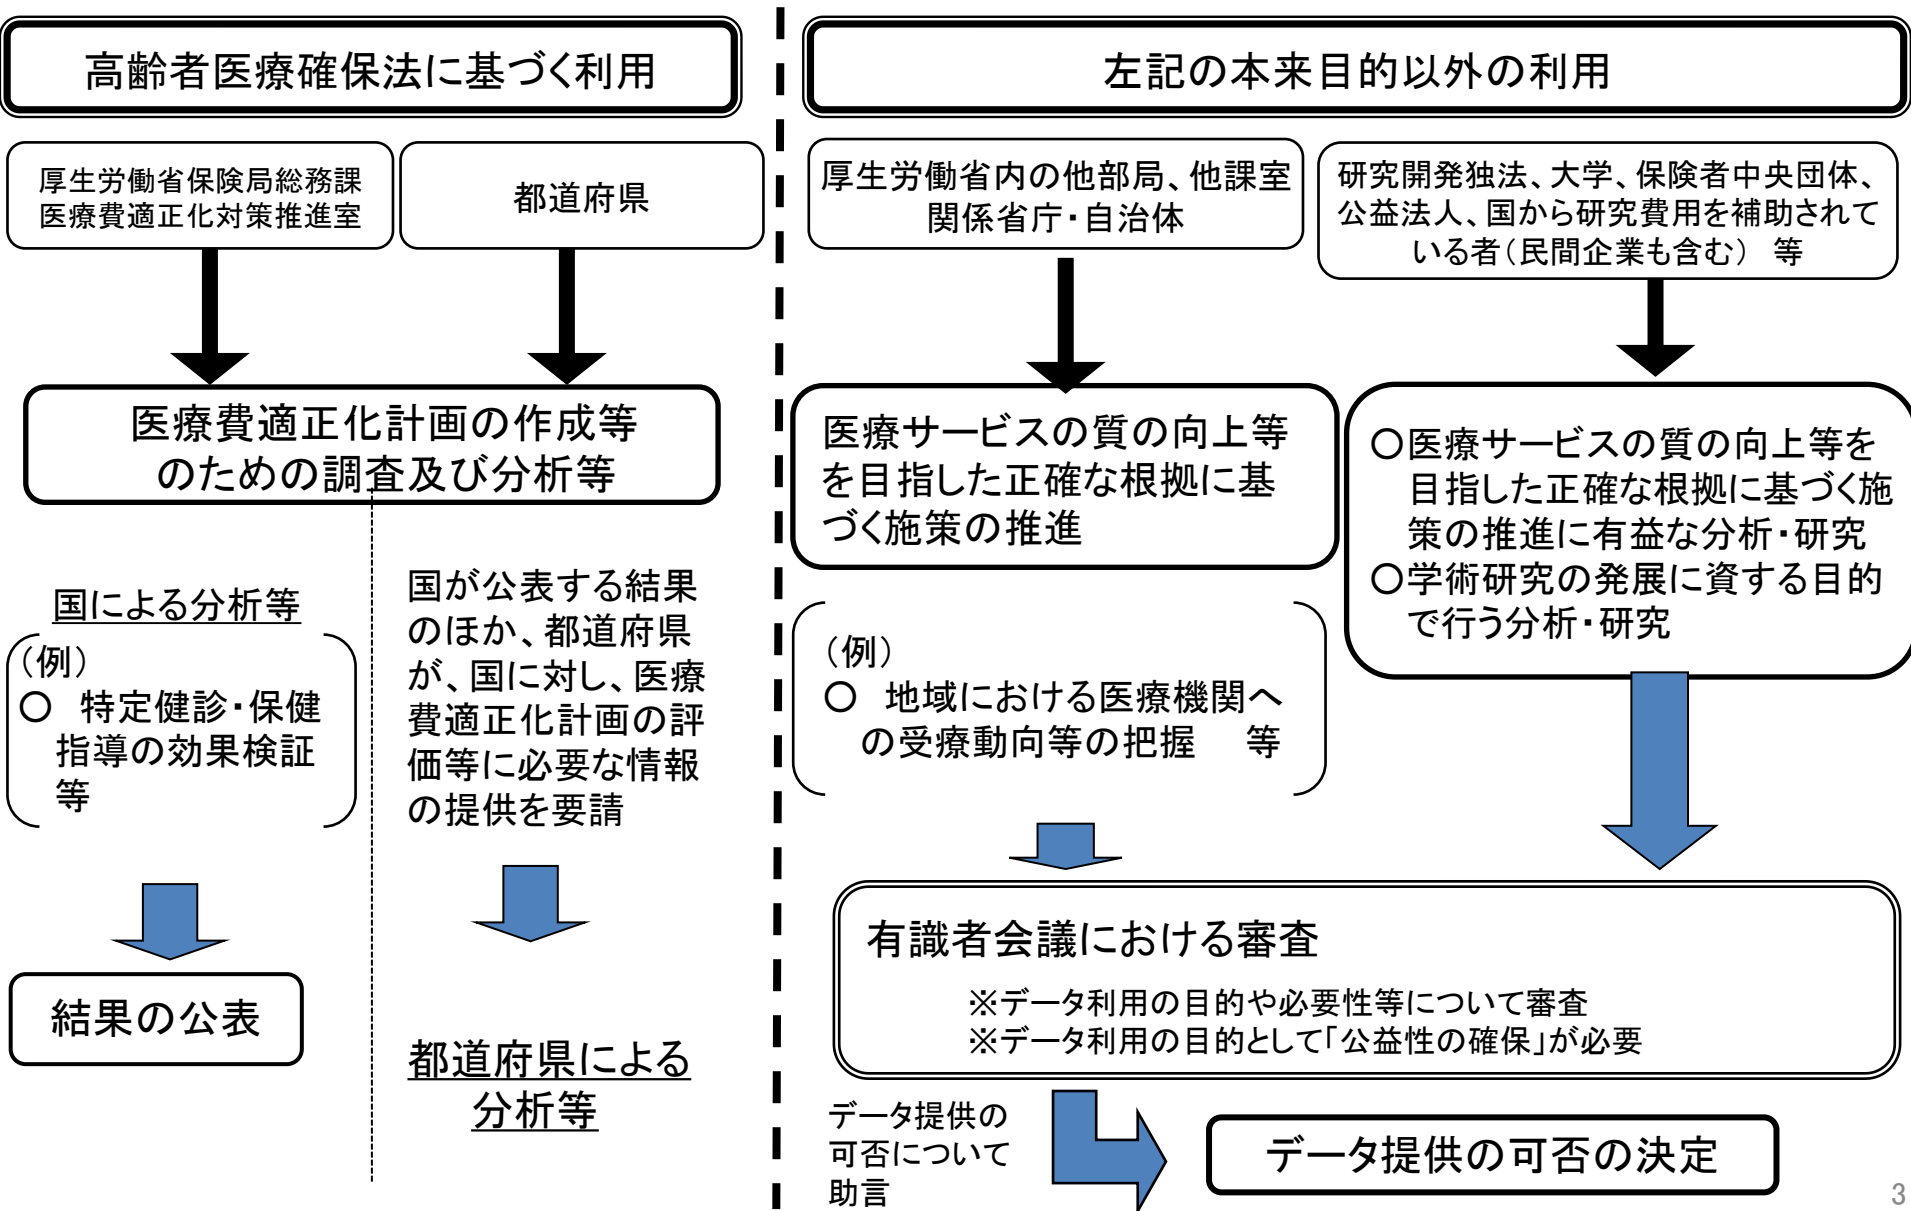 高齢者医療確保法に基づく利用
厚生労働省保険局総務課
医療費適正化対策推進室
都道府県
医療費適正化計画の作成等
のための調査及び分析等
国による分析等
（例）
○　特定健診・保健
指導の効果検証
等
結果の公表
国が公表する結果
のほか、都道府県
が、国に対し、医療
費適正化計画の評
価等に必要な情報
の提供を要請
都道府県による
分析等
左記の本来目的以外の利用
厚生労働省内の他部局、他課室
関係省庁・自治体
研究開発独法、大学、保険者中央団体、
公益法人、国から研究費用を補助されて
いる者（民間企業も含む）　等
医療サービスの質の向上等
を目指した正確な根拠に基
づく施策の推進
○医療サービスの質の向上等を
目指した正確な根拠に基づく施
策の推進に有益な分析・研究
○学術研究の発展に資する目的
で行う分析・研究
（例）
○　地域における医療機関へ
の受療動向等の把握　等
有識者会議における審査
※データ利用の目的や必要性等について審査
※データ利用の目的として「公益性の確保」が必要
データ提供の
可否について
助言
データ提供の可否の決定
3